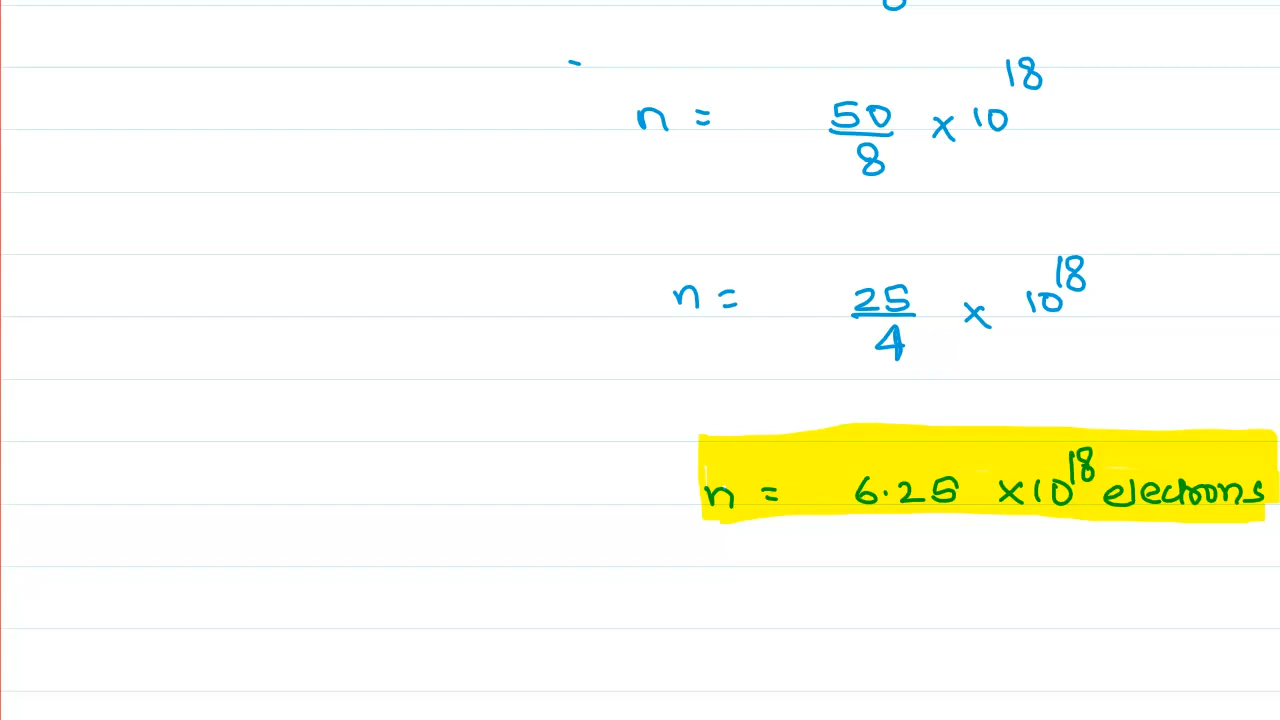 n = 50/8 × 10^18
n = 25/4 × 10^18
n = 6.25 × 10^18 electrons